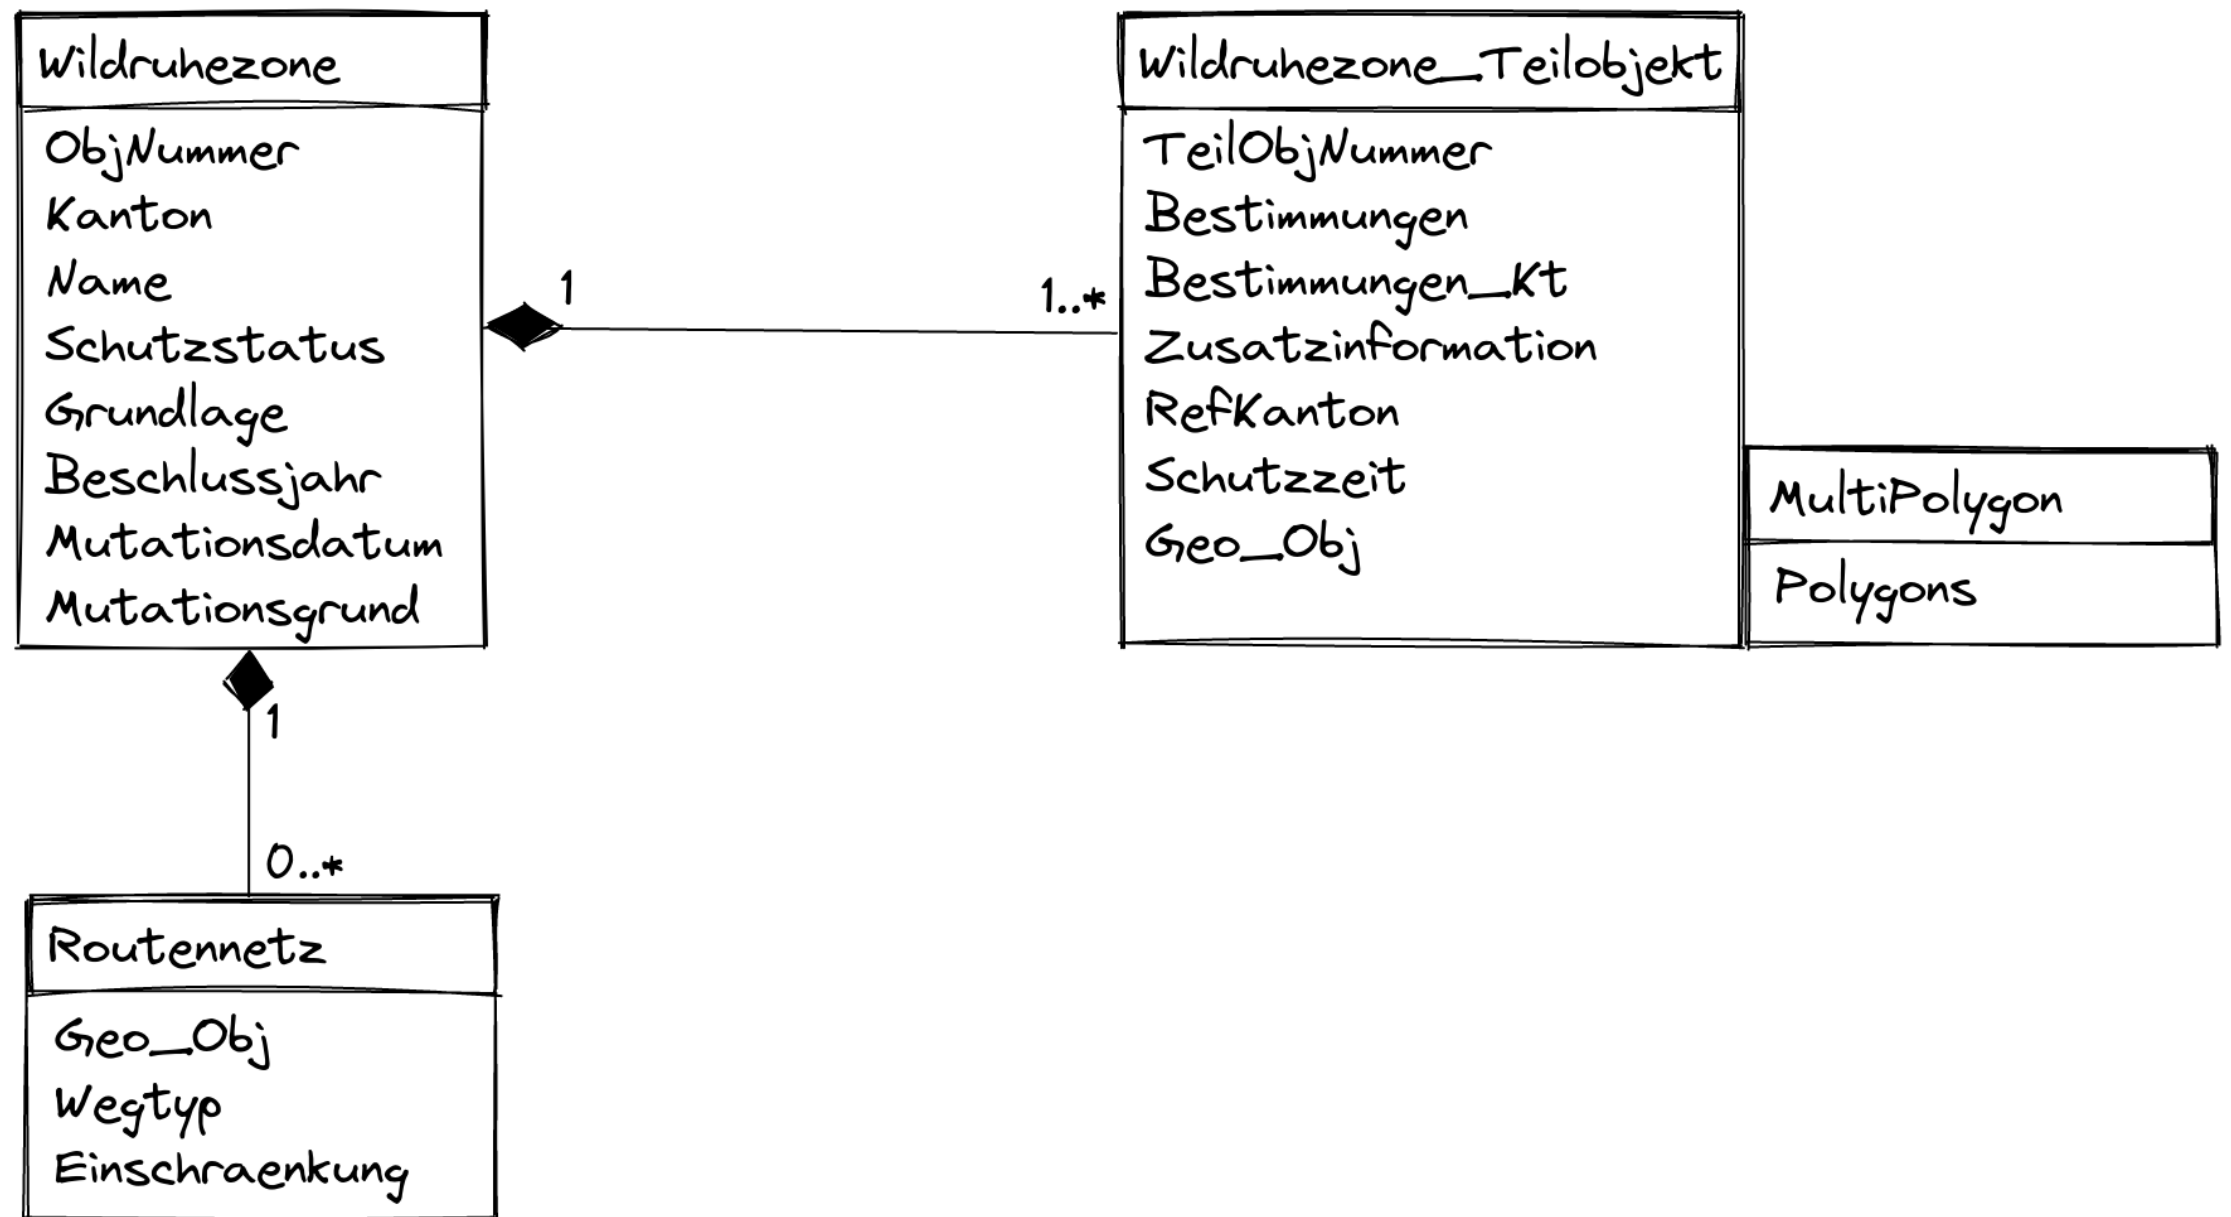 Wildruhezone
ObjNummer
Kanton
Name
Schutzstatus
Grundlage
Beschlussjahr
Mutationsdatum
Mutationsgrund
1
1..*
Wildruhezone_Teilobjekt
TeilObjNummer
Bestimmungen
Bestimmungen_Kt
Zusatzinformation
RefKanton
Schutzzeit
Geo_Obj
MultiPolygon
Polygons
1
0..*
Routennetz
Geo_Obj
Wegtyp
Einschraenkung